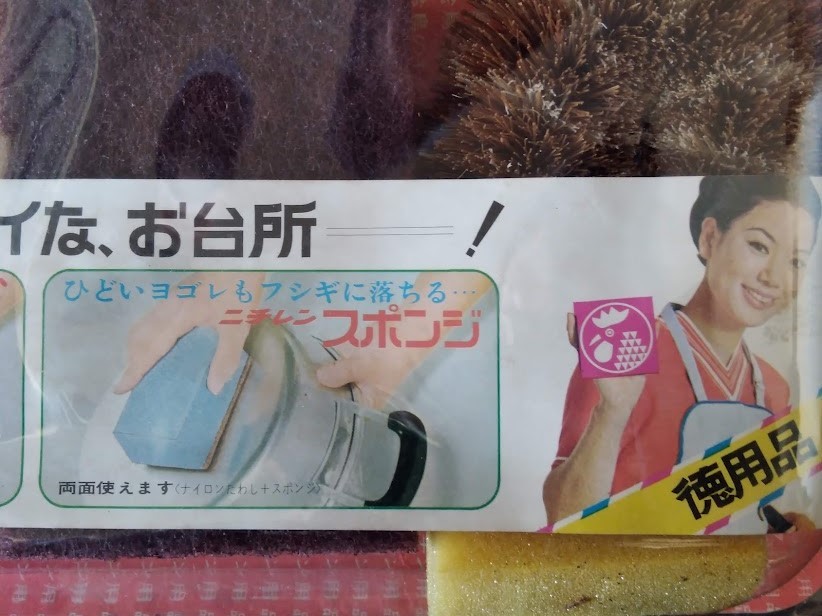 イな、お台所──!
ひどいヨゴレもフシギに落ちる…
ニチレン スポンジ
両面使えます(ナイロンたわし+スポンジ)
徳用品